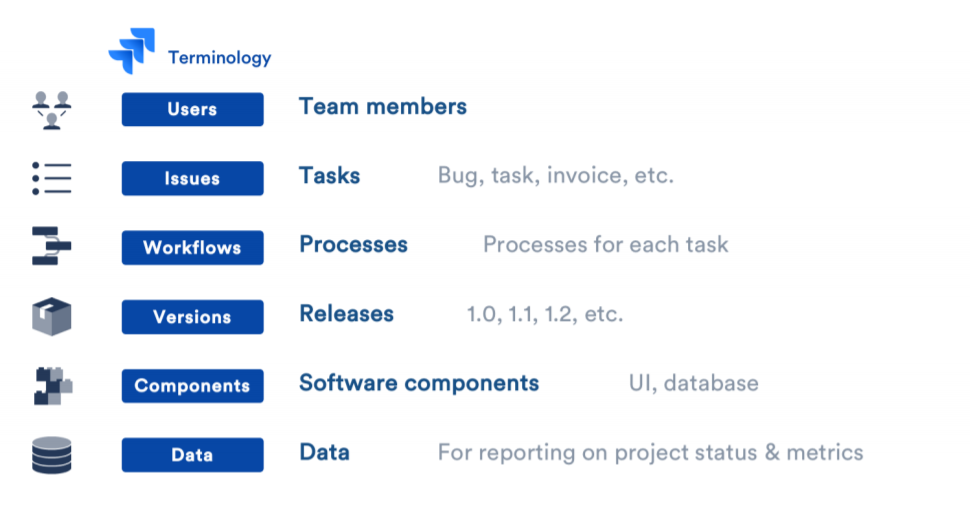 Terminology
Users Team members
Issues Tasks Bug, task, invoice, etc.
Workflows Processes Processes for each task
Versions Releases 1.0, 1.1, 1.2, etc.
Components Software components UI, database
Data Data For reporting on project status & metrics